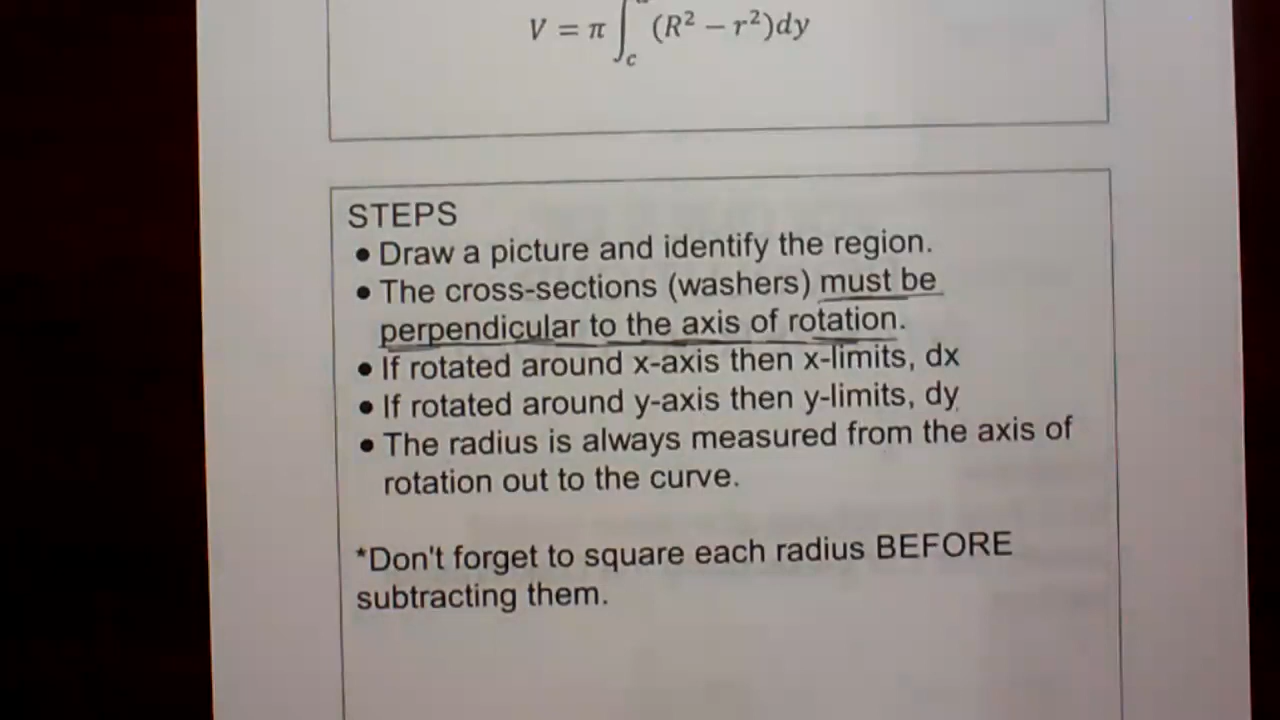 V = π∫_c (R² − r²)dy
STEPS
• Draw a picture and identify the region.
• The cross-sections (washers) must be
perpendicular to the axis of rotation.
• If rotated around x-axis then x-limits, dx
• If rotated around y-axis then y-limits, dy
• The radius is always measured from the axis of
rotation out to the curve.
*Don't forget to square each radius BEFORE
subtracting them.